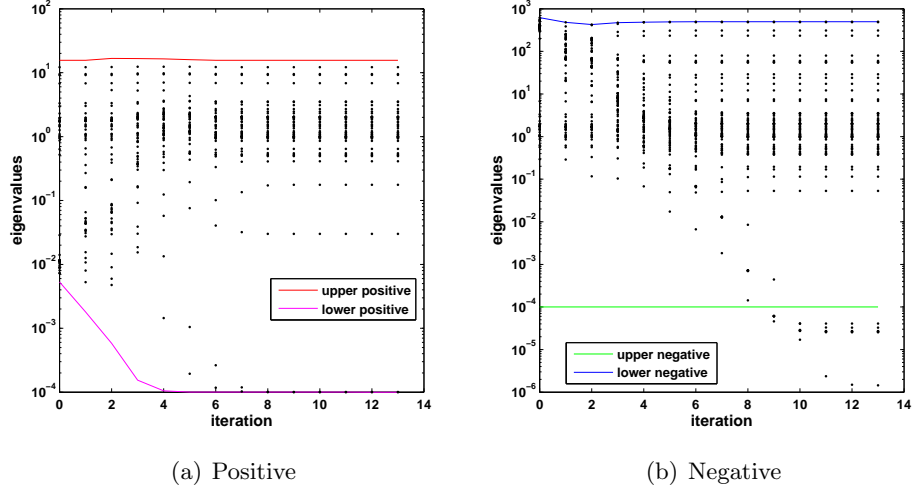 10^2
10^1
10^0
10^-1
10^-2
10^-3
10^-4
eigenvalues
0 2 4 6 8 10 12 14
iteration
upper positive
lower positive
(a) Positive
10^3
10^2
10^1
10^0
10^-1
10^-2
10^-3
10^-4
10^-5
10^-6
eigenvalues
0 2 4 6 8 10 12 14
iteration
upper negative
lower negative
(b) Negative